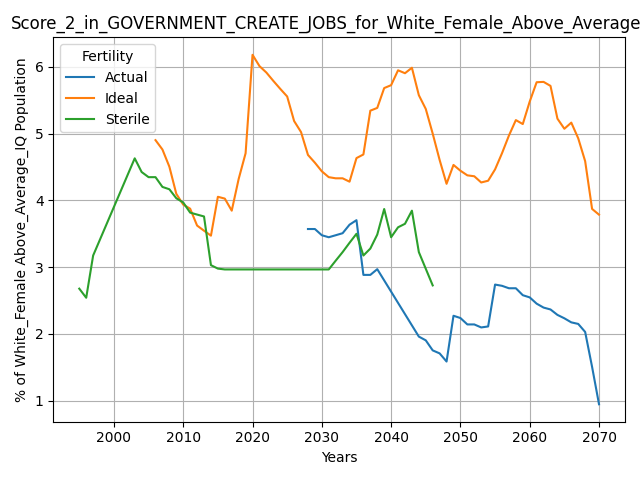 Score_2_in_GOVERNMENT_CREATE_JOBS_for_White_Female_Above_Average
Fertility
Actual
Ideal
Sterile
% of White_Female Above_Average_IQ Population
6
5
4
3
2
1
2000 2010 2020 2030 2040 2050 2060 2070
Years